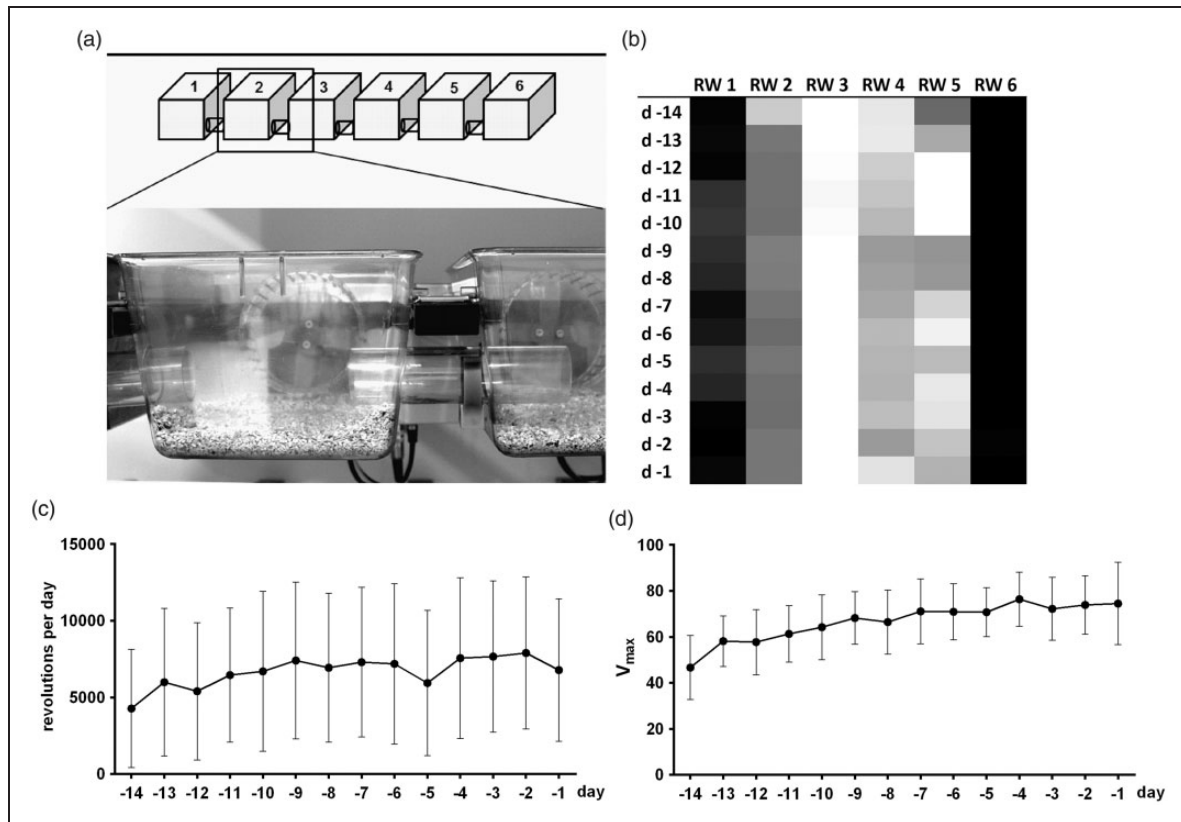 (a)
1 2 3 4 5 6
(b)
RW 1 RW 2 RW 3 RW 4 RW 5 RW 6
d -14
d -13
d -12
d -11
d -10
d -9
d -8
d -7
d -6
d -5
d -4
d -3
d -2
d -1
(c)
revolutions per day
15000
10000
5000
0
-14 -13 -12 -11 -10 -9 -8 -7 -6 -5 -4 -3 -2 -1 day
(d)
Vmax
100
80
60
40
20
0
-14 -13 -12 -11 -10 -9 -8 -7 -6 -5 -4 -3 -2 -1 day